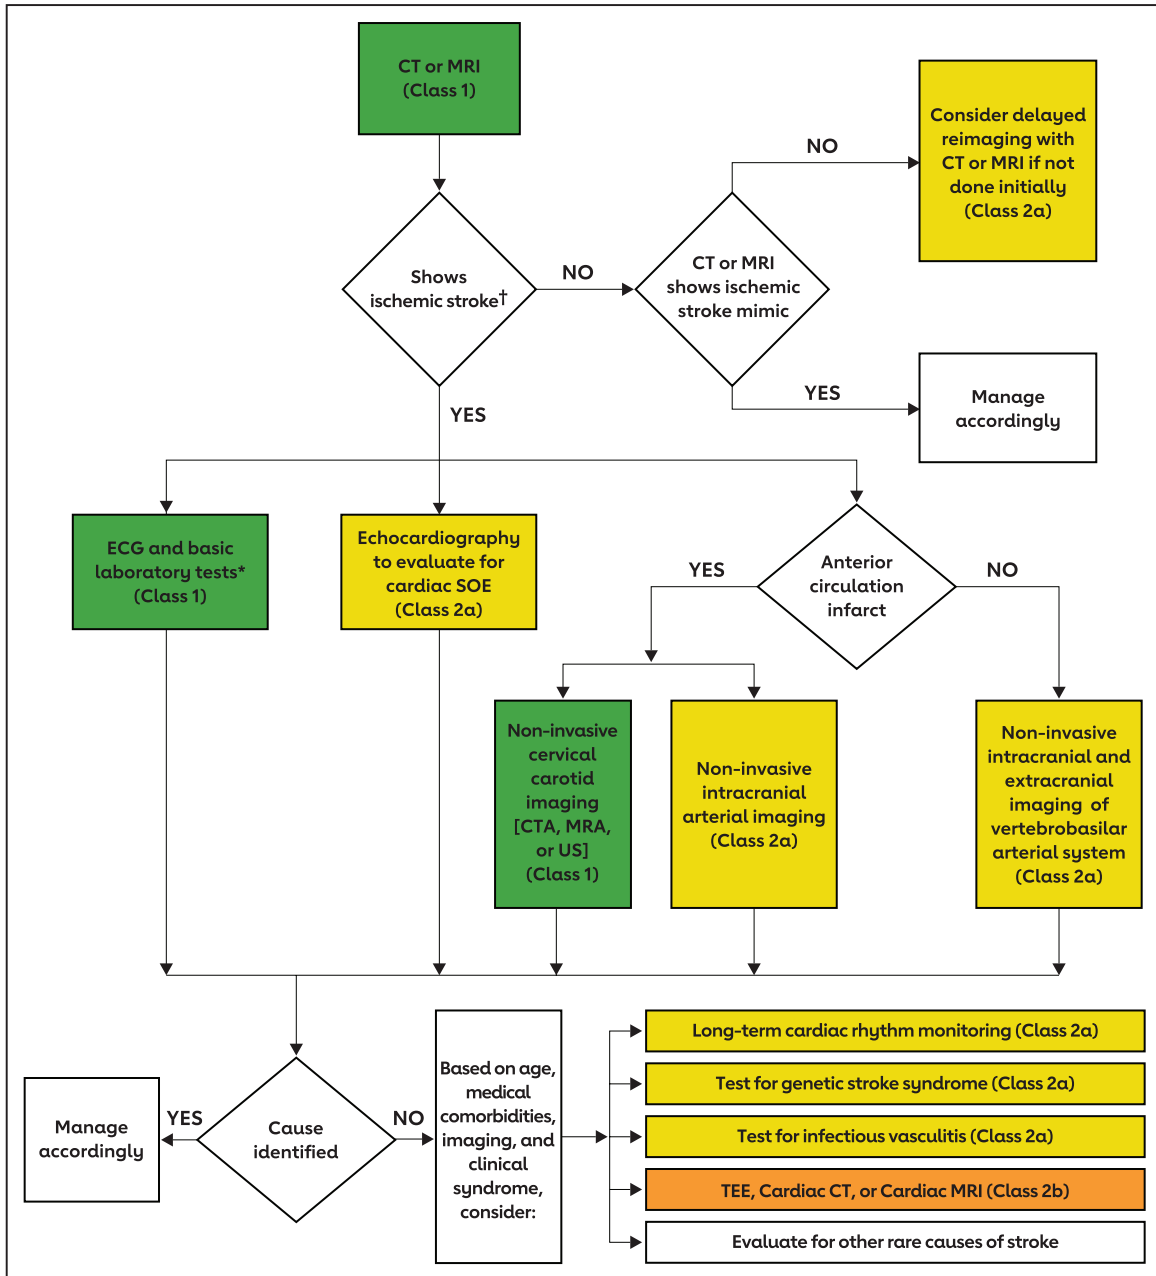 CT or MRI
(Class 1)
Consider delayed
reimaging with
CT or MRI if not
done initially
(Class 2a)
NO
Shows
ischemic stroke†
NO
CT or MRI
shows ischemic
stroke mimic
YES
Manage
accordingly
YES
ECG and basic
laboratory tests*
(Class 1)
Echocardiography
to evaluate for
cardiac SOE
(Class 2a)
YES
Anterior
circulation
infarct
NO
Non-invasive
cervical
carotid
imaging
[CTA, MRA,
or US]
(Class 1)
Non-invasive
intracranial
arterial imaging
(Class 2a)
Non-invasive
intracranial and
extracranial
imaging of
vertebrobasilar
arterial system
(Class 2a)
Manage
accordingly
YES
Cause
identified
NO
Based on age,
medical
comorbidities,
imaging, and
clinical
syndrome,
consider:
Long-term cardiac rhythm monitoring (Class 2a)
Test for genetic stroke syndrome (Class 2a)
Test for infectious vasculitis (Class 2a)
TEE, Cardiac CT, or Cardiac MRI (Class 2b)
Evaluate for other rare causes of stroke